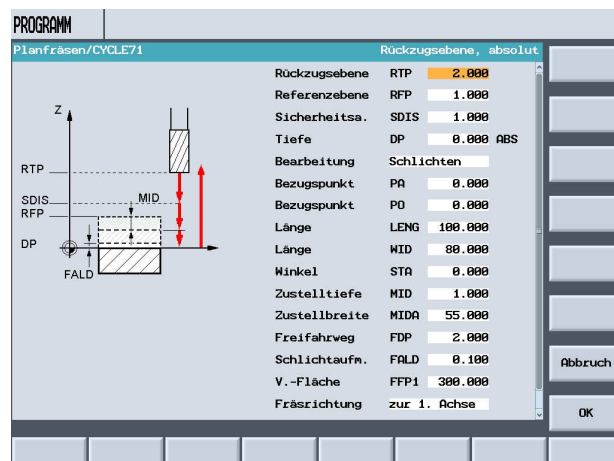 PROGRAMM
Planfräsen/CYCLE71 Rückzugsebene, absolut
Z
RTP
SDIS
RFP
MID
DP
FALD
Rückzugsebene RTP 2.000
Referenzebene RFP 1.000
Sicherheitsa. SDIS 1.000
Tiefe DP 0.000 ABS
Bearbeitung Schlichten
Bezugspunkt PA 0.000
Bezugspunkt PO 0.000
Länge LENG 100.000
Länge WID 80.000
Winkel STA 0.000
Zustelltiefe MID 1.000
Zustellbreite MIDA 55.000
Freifahrweg FDP 2.000
Schlichtaufm. FALD 0.100
V.-Fläche FFP1 300.000
Fräsrichtung zur 1. Achse
Abbruch
OK